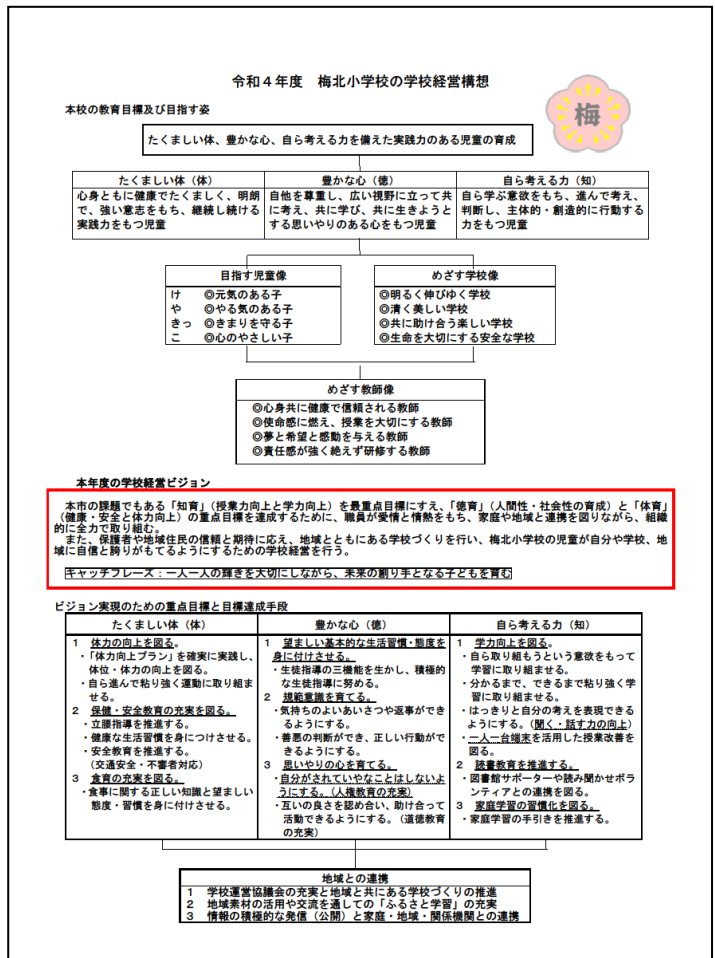 令和４年度　梅北小学校の学校経営構想
梅
本校の教育目標及び目指す姿
たくましい体、豊かな心、自ら考える力を備えた実践力のある児童の育成
たくましい体（体）
心身ともに健康でたくましく、明朗
で、強い意志をもち、継続し続ける
実践力をもつ児童
豊かな心（徳）
自他を尊重し、広い視野に立って共
に考え、共に学び、共に生きようと
する思いやりのある心をもつ児童
自ら考える力（知）
自ら学ぶ意欲をもち、進んで考え、
判断し、主体的・創造的に行動する
力をもつ児童
目指す児童像
け　◎元気のある子
や　◎やる気のある子
きっ　◎きまりを守る子
こ　◎心のやさしい子
めざす学校像
◎明るく伸びゆく学校
◎清く美しい学校
◎共に助け合う楽しい学校
◎生命を大切にする安全な学校
めざす教師像
◎心身共に健康で信頼される教師
◎使命感に燃え、授業を大切にする教師
◎夢と希望と感動を与える教師
◎責任感が強く絶えず研修する教師
本年度の学校経営ビジョン
本市の課題でもある「知育」（授業力向上と学力向上）を最重点目標にすえ、「徳育」（人間性・社会性の育成）と「体育」
（健康・安全と体力向上）の重点目標を達成するために、職員が愛情と情熱をもち、家庭や地域と連携を図りながら、組織
的に全力で取り組む。
また、保護者や地域住民の信頼と期待に応え、地域とともにある学校づくりを行い、梅北小学校の児童が自分や学校、地
域に自信と誇りがもてるようにするための学校経営を行う。
キャッチフレーズ：一人一人の輝きを大切にしながら、未来の創り手となる子どもを育む
ビジョン実現のための重点目標と目標達成手段
たくましい体（体）
１　体力の向上を図る。
・「体力向上プラン」を確実に実践し、
体位・体力の向上を図る。
・自ら進んで粘り強く運動に取り組ま
せる。
２　保健・安全教育の充実を図る。
・立腰指導を推進する。
・健康な生活習慣を身につけさせる。
・安全教育を推進する。
（交通安全・不審者対応）
３　食育の充実を図る。
・食事に関する正しい知識と望ましい
態度・習慣を身に付けさせる。
豊かな心（徳）
１　望ましい基本的な生活習慣・態度を
身に付けさせる。
・生徒指導の三機能を生かし、積極的
な生徒指導に努める。
２　規範意識を育てる。
・気持ちのよいあいさつや返事ができ
るようにする。
・善悪の判断ができ、正しい行動がで
きるようにする。
３　思いやりの心を育てる。
・自分がされていやなことはしないよ
うにする。（人権教育の充実）
・互いの良さを認め合い、助け合って
活動できるようにする。（道徳教育
の充実）
自ら考える力（知）
１　学力向上を図る。
・自ら取り組もうという意欲をもって
学習に取り組ませる。
・分かるまで、できるまで粘り強く学
習に取り組ませる。
・はっきりと自分の考えを表現できる
ようにする。（聞く・話す力の向上）
・一人一台端末を活用した授業改善を
図る。
２　読書教育を推進する。
・図書館サポーターや読み聞かせボラ
ンティアとの連携を図る。
３　家庭学習の習慣化を図る。
・家庭学習の手引きを推進する。
地域との連携
１　学校運営協議会の充実と地域と共にある学校づくりの推進
２　地域素材の活用や交流を通しての「ふるさと学習」の充実
３　情報の積極的な発信（公開）と家庭・地域・関係機関との連携